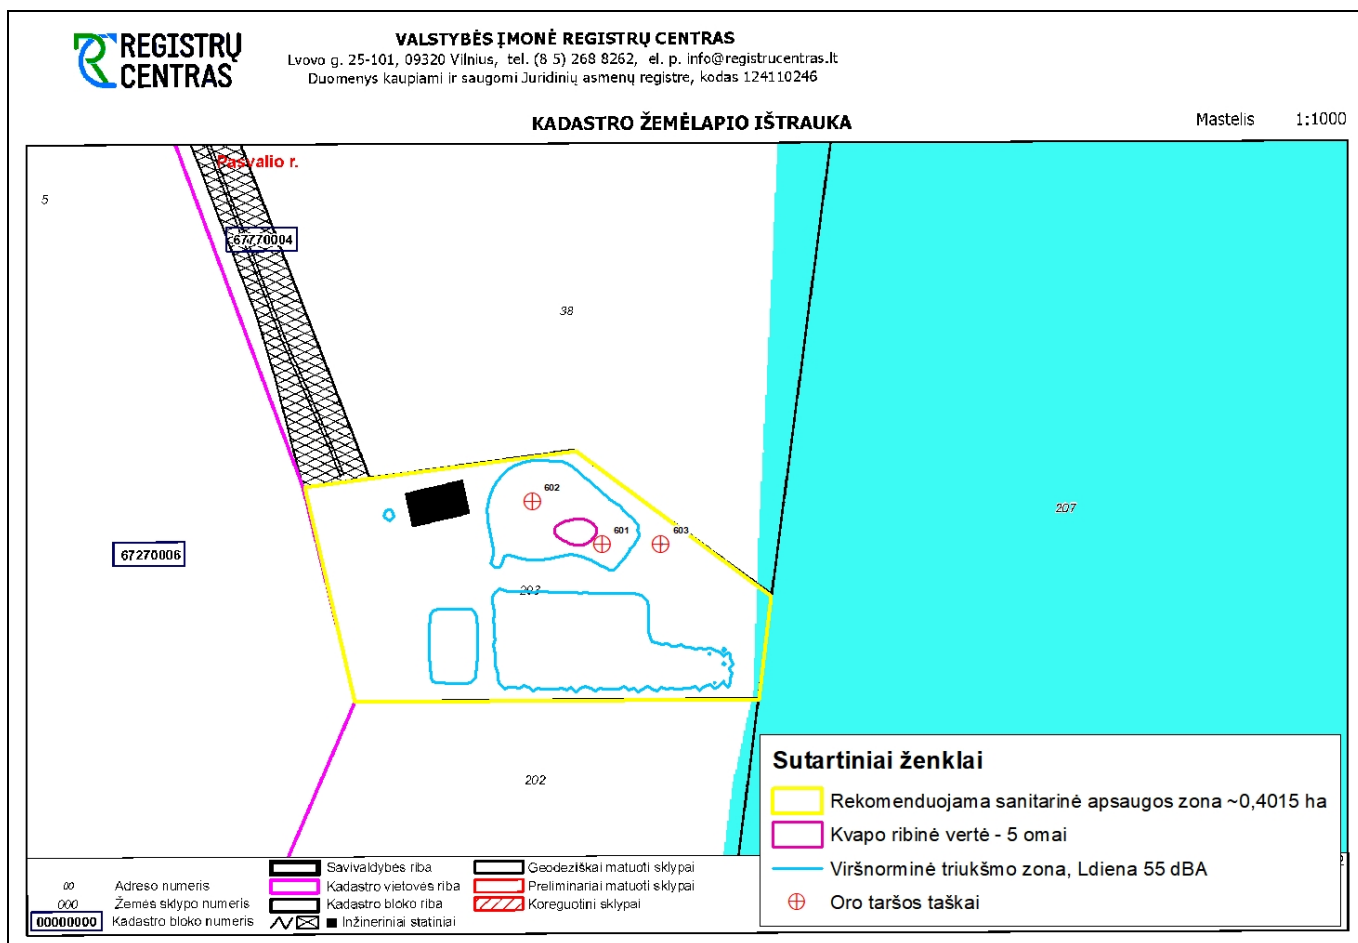 REGISTRŲ
CENTRAS
VALSTYBĖS ĮMONĖ REGISTRŲ CENTRAS
Lvovo g. 25-101, 09320 Vilnius, tel. (8 5) 268 8262, el. p. info@registrucentras.lt
Duomenys kaupiami ir saugomi Juridinių asmenų registre, kodas 124110246
KADASTRO ŽEMĖLAPIO IŠTRAUKA
Mastelis 1:1000
Pasvalio r.
5
67770004
38
602
601
603
207
67270006
203
202
Sutartiniai ženklai
Rekomenduojama sanitarinė apsaugos zona ~0,4015 ha
Kvapo ribinė vertė - 5 omai
Viršnorminė triukšmo zona, Ldiena 55 dBA
Oro taršos taškai
00 Adreso numeris
000 Žemės sklypo numeris
00000000 Kadastro bloko numeris
Savivaldybės riba
Kadastro vietovės riba
Kadastro bloko riba
Inžineriniai statiniai
Geodeziškai matuoti sklypai
Preliminariai matuoti sklypai
Koreguotini sklypai